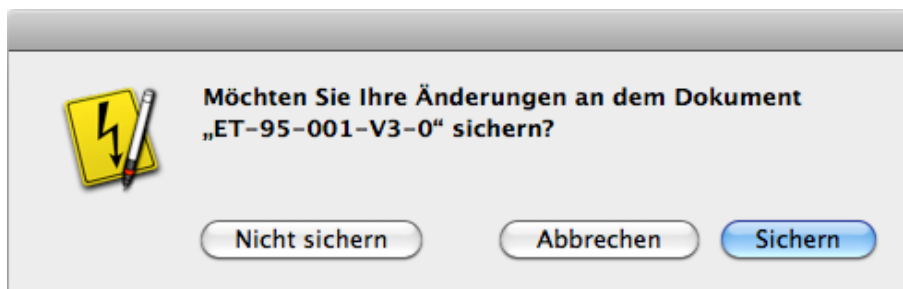 Möchten Sie Ihre Änderungen an dem Dokument
„ET-95-001-V3-0“ sichern?
Nicht sichern Abbrechen Sichern